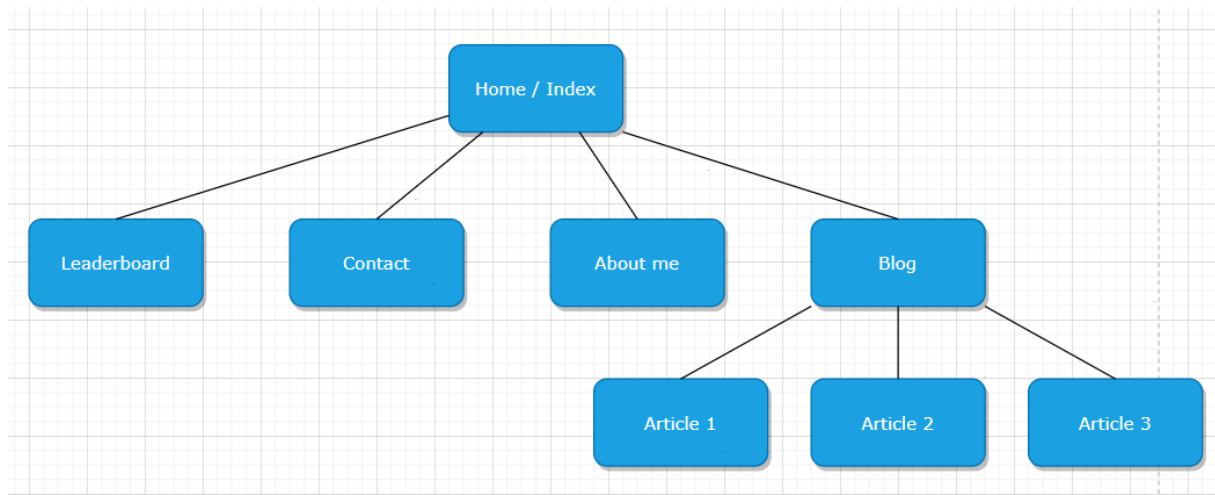 Home / Index
Leaderboard
Contact
About me
Blog
Article 1
Article 2
Article 3